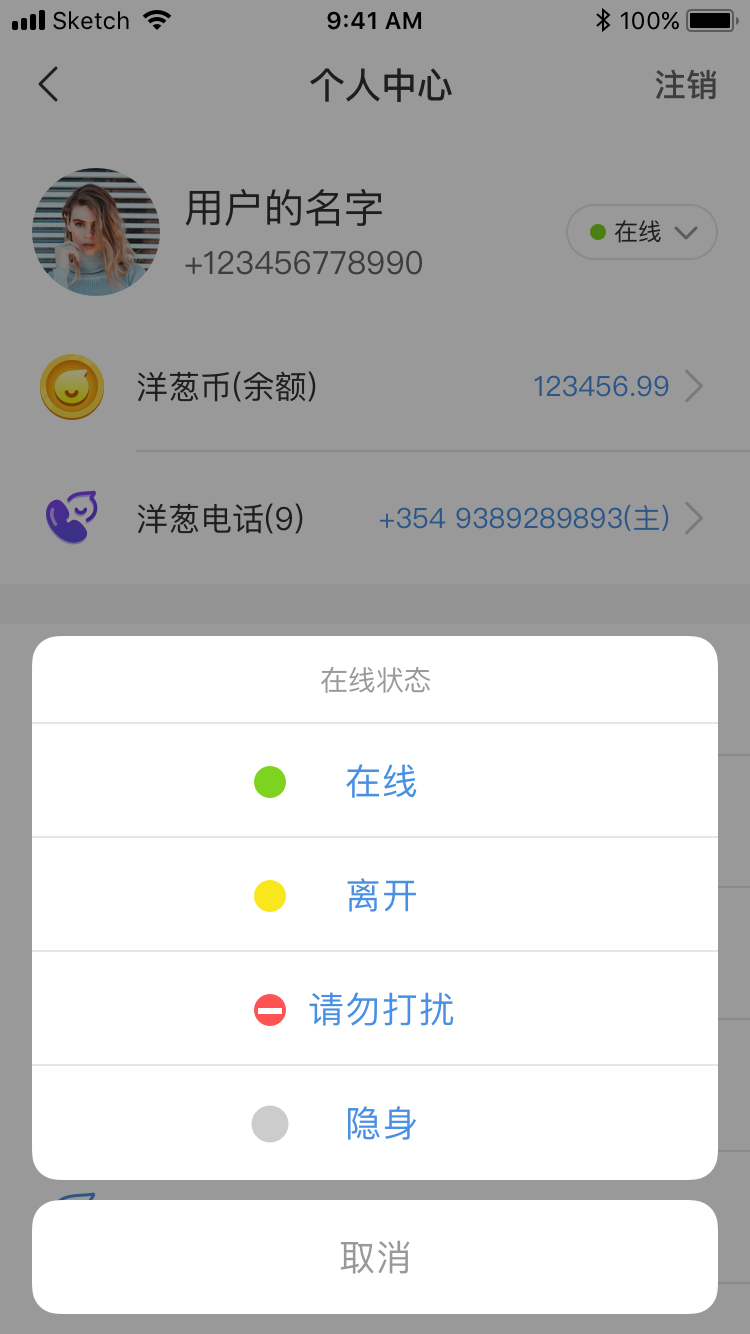 Sketch 9:41 AM 100%
个人中心 注销
用户的名字
+123456778990
在线
洋葱币(余额) 123456.99
洋葱电话(9) +354 9389289893(主)
在线状态
在线
离开
请勿打扰
隐身
取消